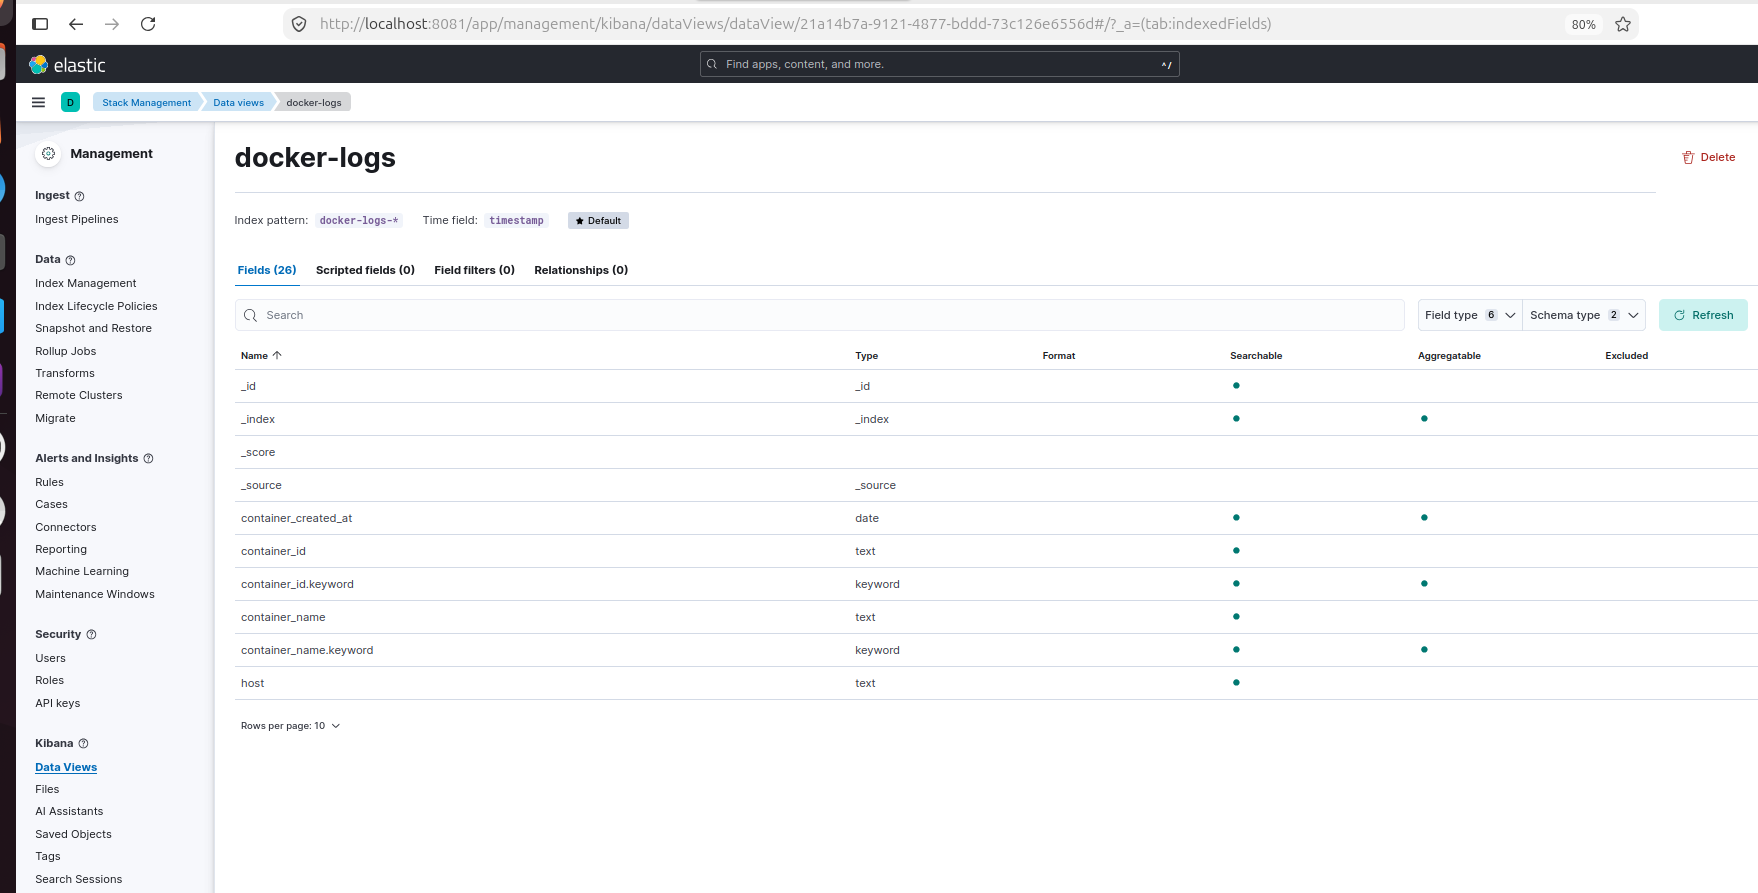 http://localhost:8081/app/management/kibana/dataViews/dataView/21a14b7a-9121-4877-bddd-73c126e6556d#/?_a=(tab:indexedFields)
80%
elastic
Find apps, content, and more.
^/
D
Stack Management
Data views
docker-logs
Management
Ingest
Ingest Pipelines
Data
Index Management
Index Lifecycle Policies
Snapshot and Restore
Rollup Jobs
Transforms
Remote Clusters
Migrate
Alerts and Insights
Rules
Cases
Connectors
Reporting
Machine Learning
Maintenance Windows
Security
Users
Roles
API keys
Kibana
Data Views
Files
AI Assistants
Saved Objects
Tags
Search Sessions
docker-logs
Delete
Index pattern: docker-logs-* Time field: timestamp Default
Fields (26) Scripted fields (0) Field filters (0) Relationships (0)
Search
Field type 6
Schema type 2
Refresh
Name Type Format Searchable Aggregatable Excluded
_id _id
_index _index
_score
_source _source
container_created_at date
container_id text
container_id.keyword keyword
container_name text
container_name.keyword keyword
host text
Rows per page: 10